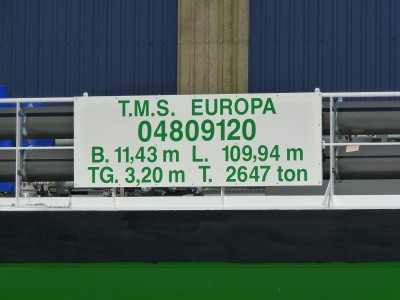 T.M.S. EUROPA
04809120
B. 11,43 m L. 109,94 m
TG. 3,20 m T. 2647 ton